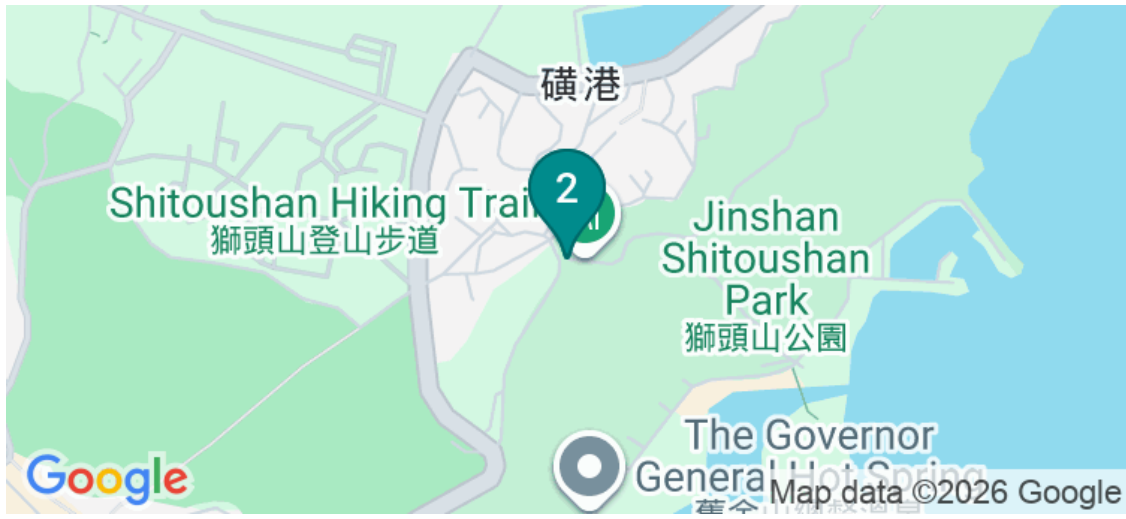 磺港
2
Shitoushan Hiking Trail
獅頭山登山步道
Jinshan
Shitoushan
Park
獅頭山公園
The Governor
General Hot Spring
Google
Map data ©2026 Google